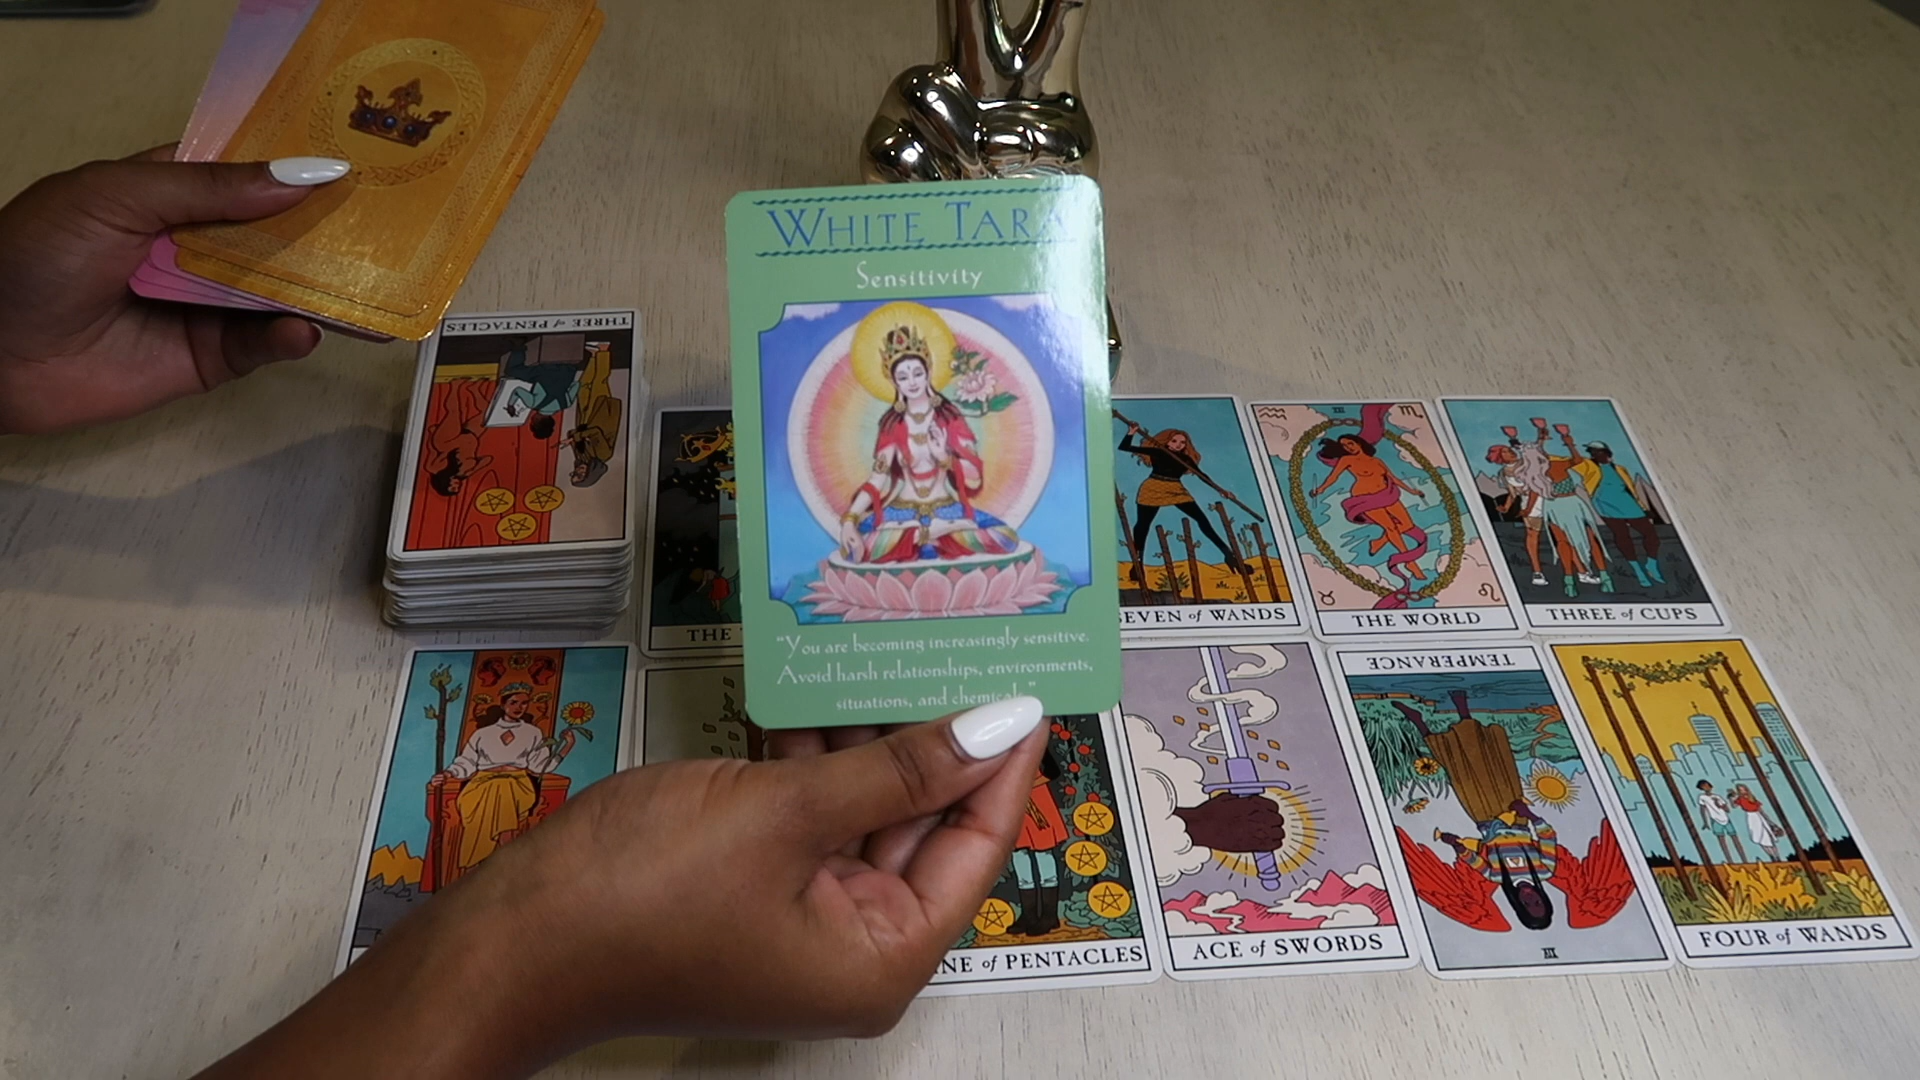 WHITE TARA
Sensitivity
"You are becoming increasingly sensitive.
Avoid harsh relationships, environments,
situations, and
THREE of PENTACLES
THE
SEVEN of WANDS
III
THE WORLD
THREE of CUPS
NINE of PENTACLES
ACE of SWORDS
TEMPERANCE
FOUR of WANDS